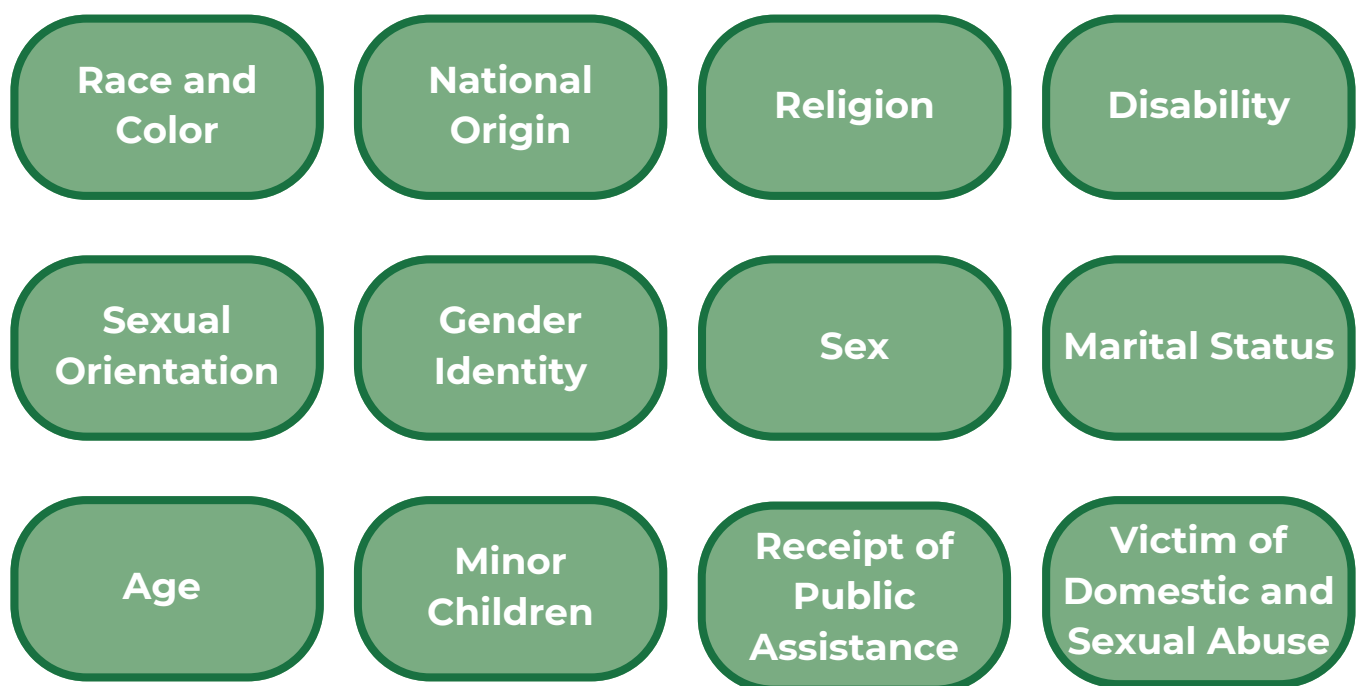 Race and
Color
National
Origin
Religion
Disability
Sexual
Orientation
Gender
Identity
Sex
Marital Status
Age
Minor
Children
Receipt of
Public
Assistance
Victim of
Domestic and
Sexual Abuse